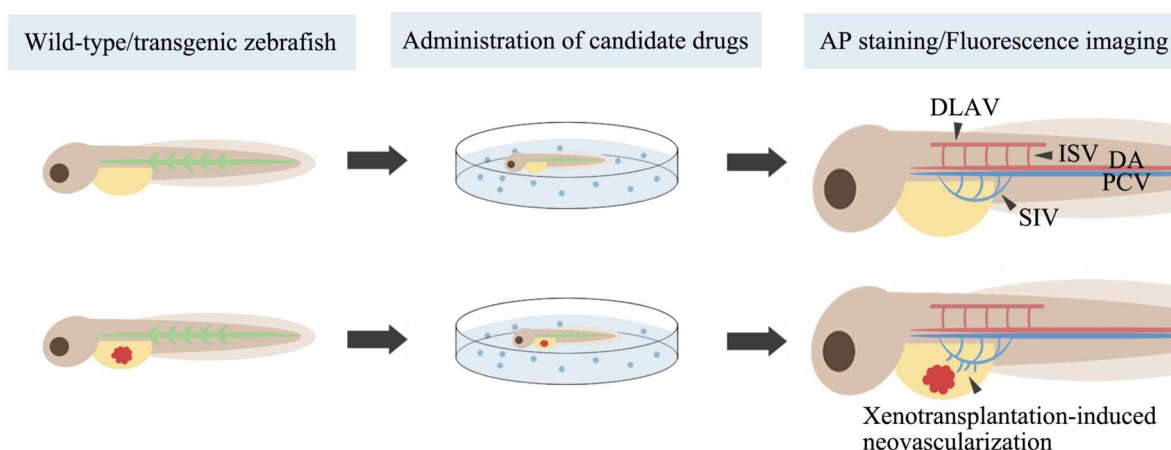 Wild-type/transgenic zebrafish
Administration of candidate drugs
AP staining/Fluorescence imaging
DLAV
ISV
DA
PCV
SIV
Xenotransplantation-induced
neovascularization